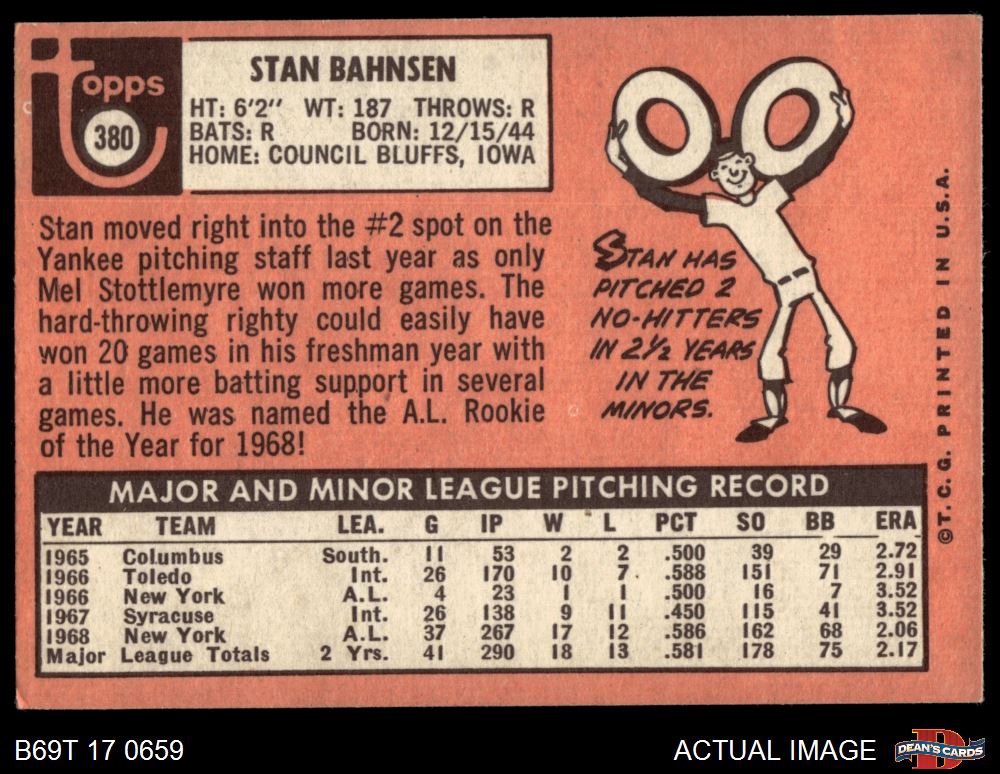 topps
380
STAN BAHNSEN
HT: 6'2" WT: 187 THROWS: R
BATS: R BORN: 12/15/44
HOME: COUNCIL BLUFFS, IOWA
Stan moved right into the #2 spot on the
Yankee pitching staff last year as only
Mel Stottlemyre won more games. The
hard-throwing righty could easily have
won 20 games in his freshman year with
a little more batting support in several
games. He was named the A.L. Rookie
of the Year for 1968!
STAN HAS
PITCHED 2
NO-HITTERS
IN 2½ YEARS
IN THE
MINORS.
©T.C.G. PRINTED IN U.S.A.
MAJOR AND MINOR LEAGUE PITCHING RECORD
YEAR TEAM LEA. G IP W L PCT SO BB ERA
1965 Columbus South. 11 53 2 2 .500 39 29 2.72
1966 Toledo Int. 26 170 10 7 .588 151 71 2.91
1966 New York A.L. 4 23 1 1 .500 16 7 3.52
1967 Syracuse Int. 26 138 9 11 .450 115 41 3.52
1968 New York A.L. 37 267 17 12 .586 162 68 2.06
Major League Totals 2 Yrs. 41 290 18 13 .581 178 75 2.17
B69T 17 0659
ACTUAL IMAGE
D
DEAN'S CARDS